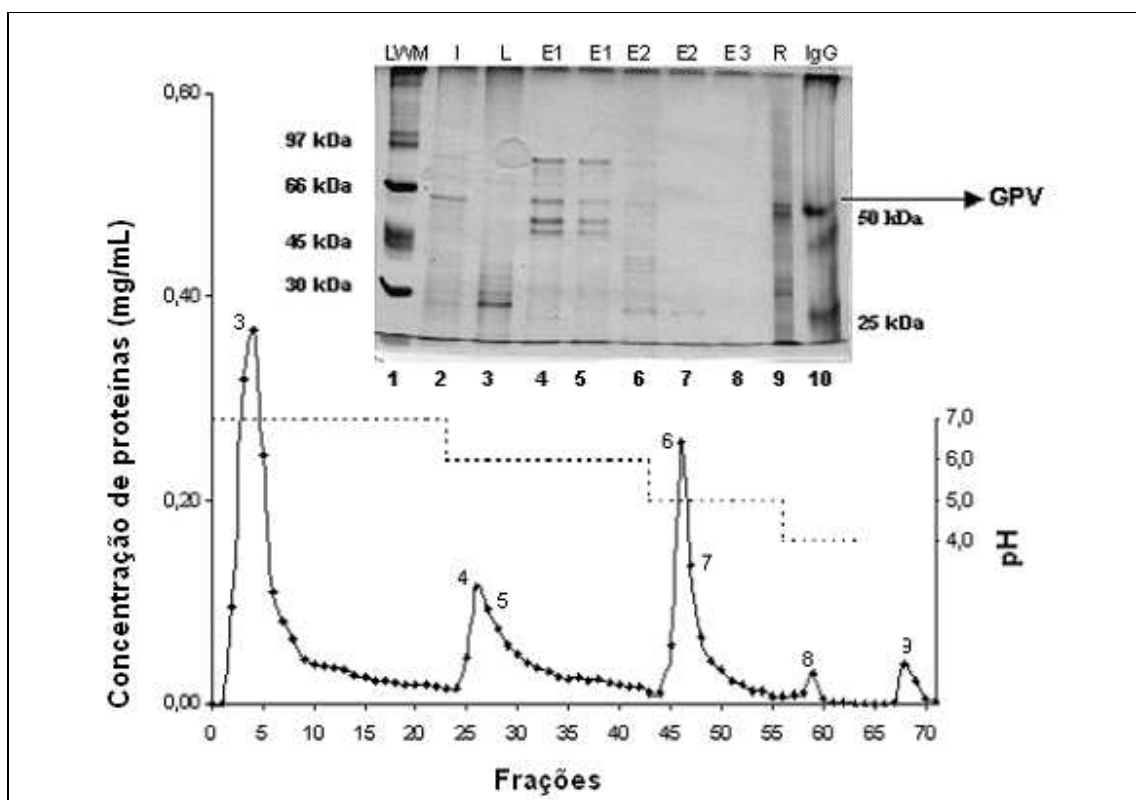 LWM I L E1 E1 E2 E2 E3 R IgG
97 kDa
66 kDa
45 kDa
30 kDa
GPV
50 kDa
25 kDa
1 2 3 4 5 6 7 8 9 10
Concentração de proteínas (mg/mL)
0,60
0,40
0,20
0,00
3
4
5
6
7
8
9
7,0
6,0
5,0
4,0
pH
0 5 10 15 20 25 30 35 40 45 50 55 60 65 70
Frações